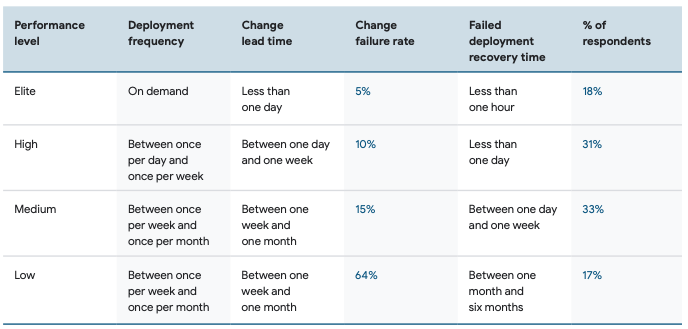 Performance level
Deployment frequency
Change lead time
Change failure rate
Failed deployment recovery time
% of respondents
Elite
On demand
Less than one day
5%
Less than one hour
18%
High
Between once per day and once per week
Between one day and one week
10%
Less than one day
31%
Medium
Between once per week and once per month
Between one week and one month
15%
Between one day and one week
33%
Low
Between once per week and once per month
Between one week and one month
64%
Between one month and six months
17%